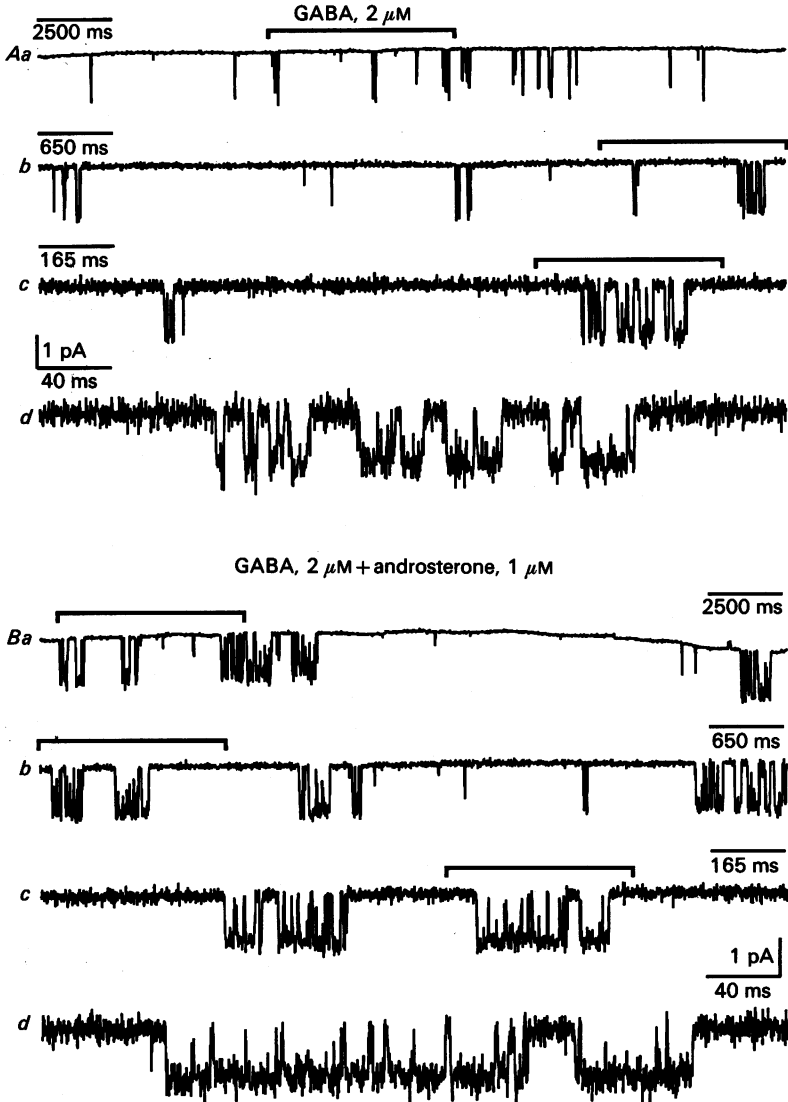 GABA, 2 μM
2500 ms
Aa
650 ms
b
165 ms
c
1 pA
40 ms
d
GABA, 2 μM + androsterone, 1 μM
2500 ms
Ba
650 ms
b
165 ms
c
1 pA
40 ms
d